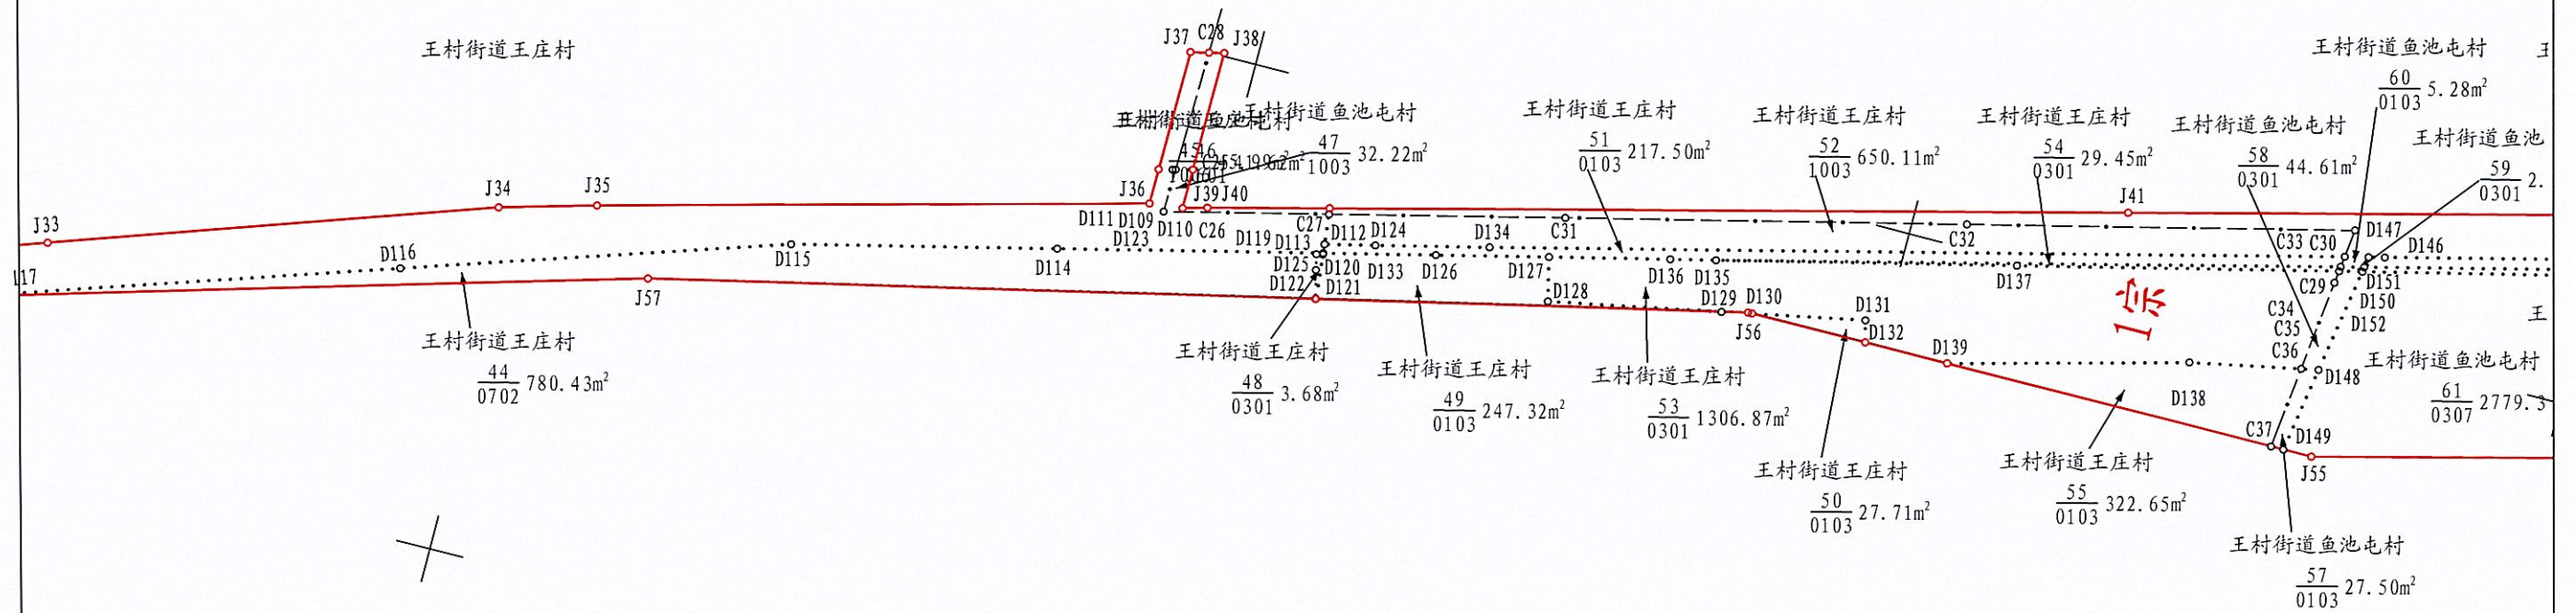 王村街道王庄村
J37 C28 J38
王村街道鱼池屯村
60
0103 5.28m²
王村街道鱼池屯村
47
1003 32.22m²
王村街道王庄村
51
0103 217.50m²
王村街道王庄村
52
1003 650.11m²
王村街道王庄村
54
0301 29.45m²
王村街道鱼池屯村
58
0301 44.61m²
王村街道鱼池
59
0301 2.
J33
J34
J35
J36
J39 J40
J41
D111 D109
D110 C26
D123
D119
C27
D113
D112 D124
D134
C31
C32
C33 C30
D147
D146
L17
D116
D115
D114
D125
D120
D133
D126
D127
D136
D135
D137
C29
D151
D150
D122
D121
D128
D129
D130
J56
D131
D132
D139
D138
C34
C35
C36
D152
D148
J57
1宗
王
王村街道王庄村
44
0702 780.43m²
王村街道王庄村
48
0301 3.68m²
王村街道王庄村
49
0103 247.32m²
王村街道王庄村
53
0301 1306.87m²
王村街道鱼池屯村
61
0307 2779.3
C37
D149
J55
王村街道王庄村
50
0103 27.71m²
王村街道王庄村
55
0103 322.65m²
王村街道鱼池屯村
57
0103 27.50m²